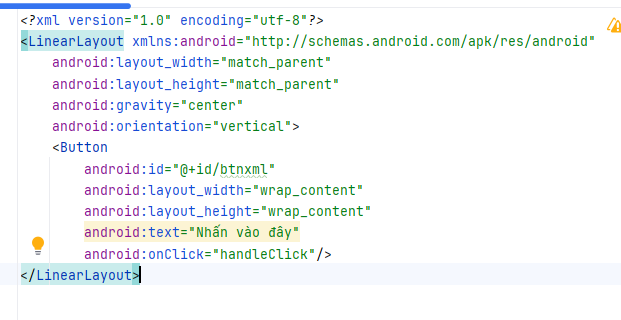 <?xml version="1.0" encoding="utf-8"?>
<LinearLayout xmlns:android="http://schemas.android.com/apk/res/android"
    android:layout_width="match_parent"
    android:layout_height="match_parent"
    android:gravity="center"
    android:orientation="vertical">
    <Button
        android:id="@+id/btnxml"
        android:layout_width="wrap_content"
        android:layout_height="wrap_content"
        android:text="Nhấn vào đây"
        android:onClick="handleClick"/>
</LinearLayout>